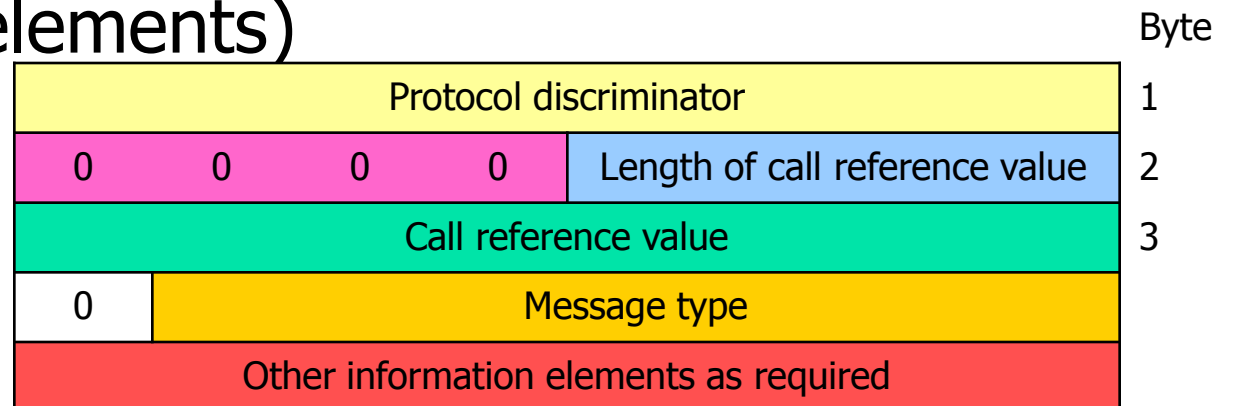 elements)
Byte
Protocol discriminator 1
0 0 0 0 Length of call reference value 2
Call reference value 3
0 Message type
Other information elements as required